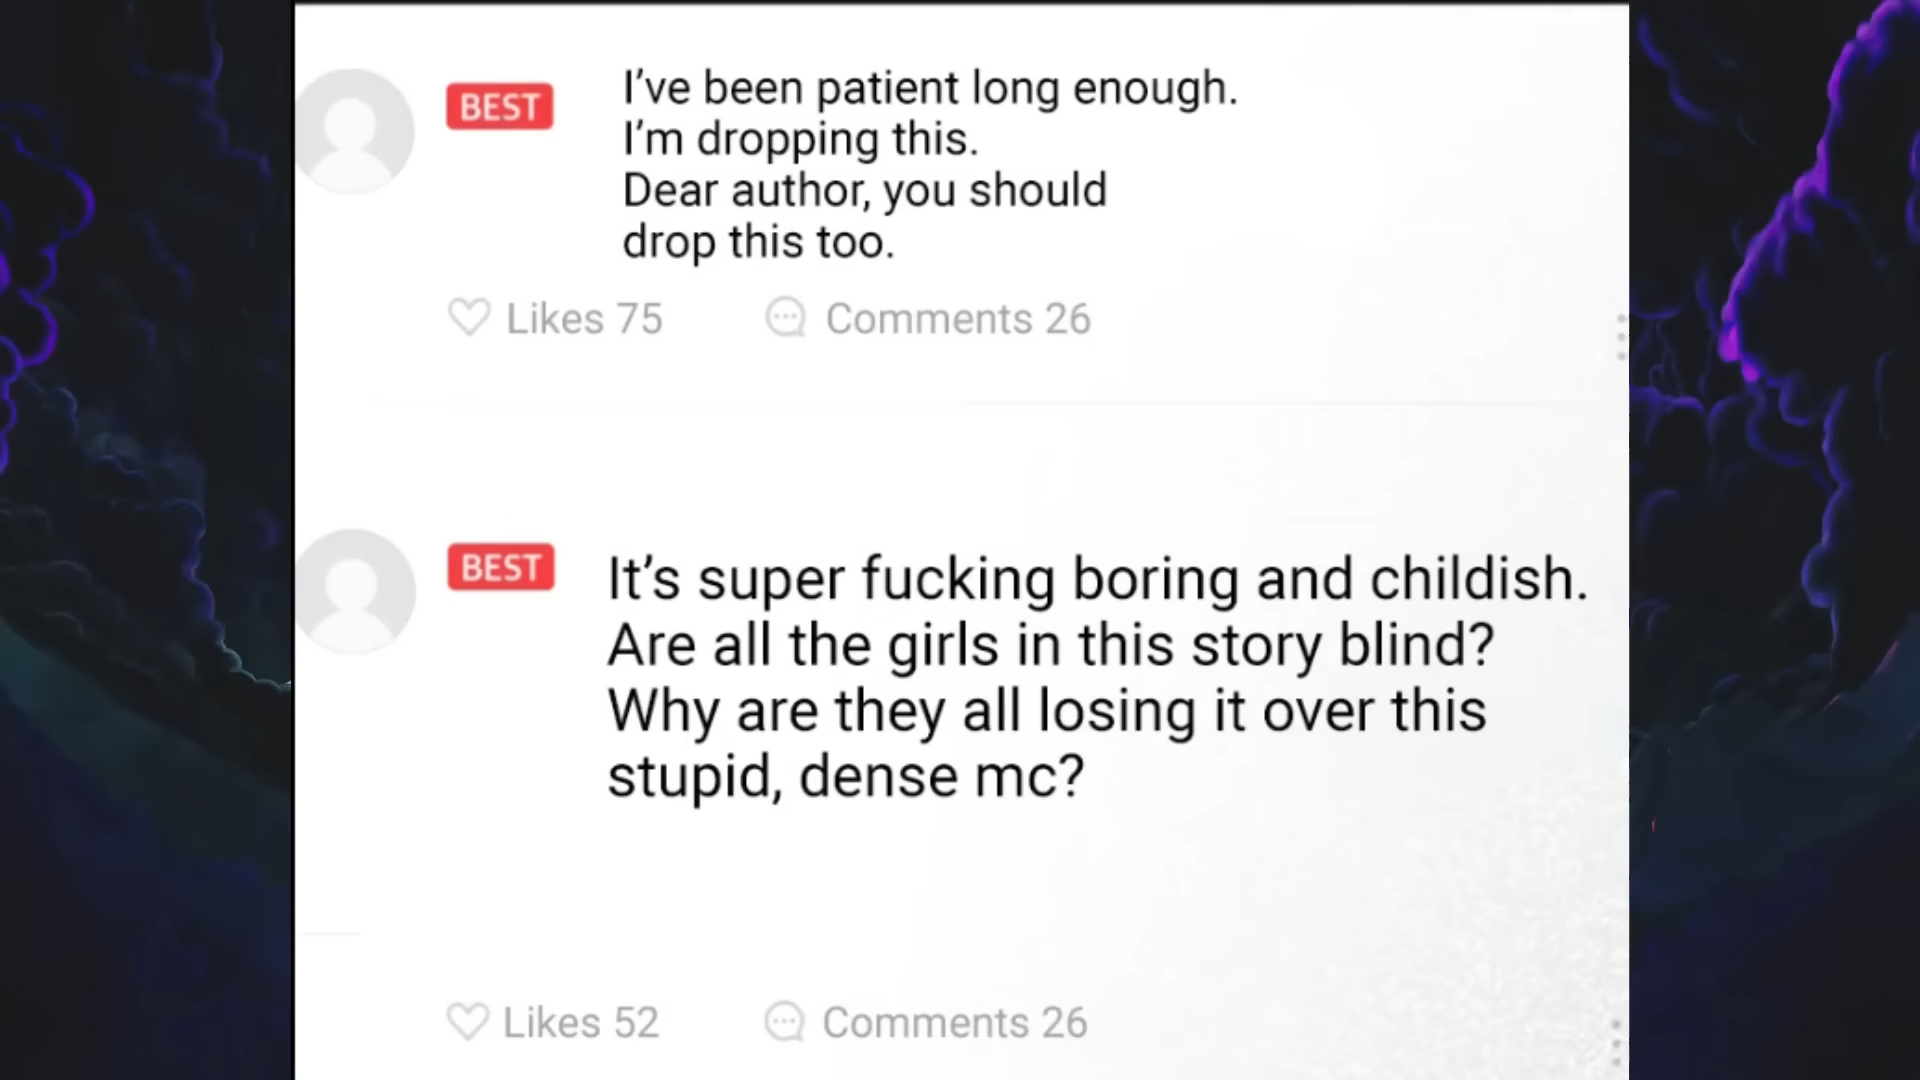 BEST
I've been patient long enough.
I'm dropping this.
Dear author, you should
drop this too.
Likes 75 Comments 26
BEST
It's super fucking boring and childish.
Are all the girls in this story blind?
Why are they all losing it over this
stupid, dense mc?
Likes 52 Comments 26